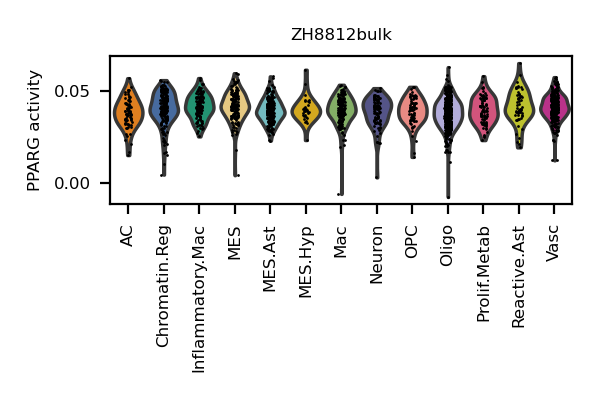 ZH8812bulk
PPARG activity
0.05
0.00
AC
Chromatin.Reg
Inflammatory.Mac
MES
MES.Ast
MES.Hyp
Mac
Neuron
OPC
Oligo
Prolif.Metab
Reactive.Ast
Vasc